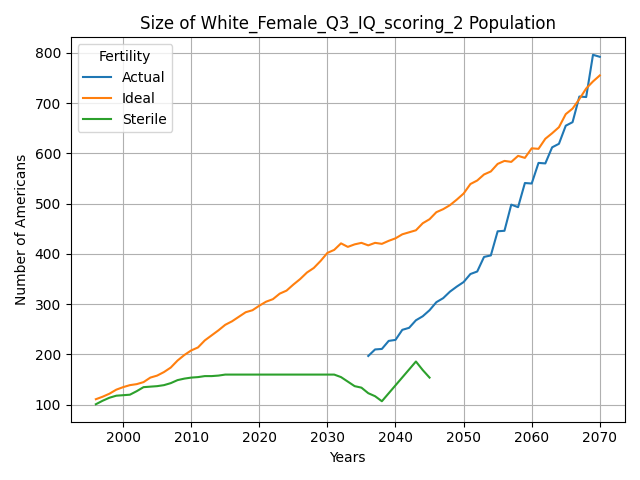 Size of White_Female_Q3_IQ_scoring_2 Population
Fertility
Actual
Ideal
Sterile
Number of Americans
800
700
600
500
400
300
200
100
2000
2010
2020
2030
2040
2050
2060
2070
Years